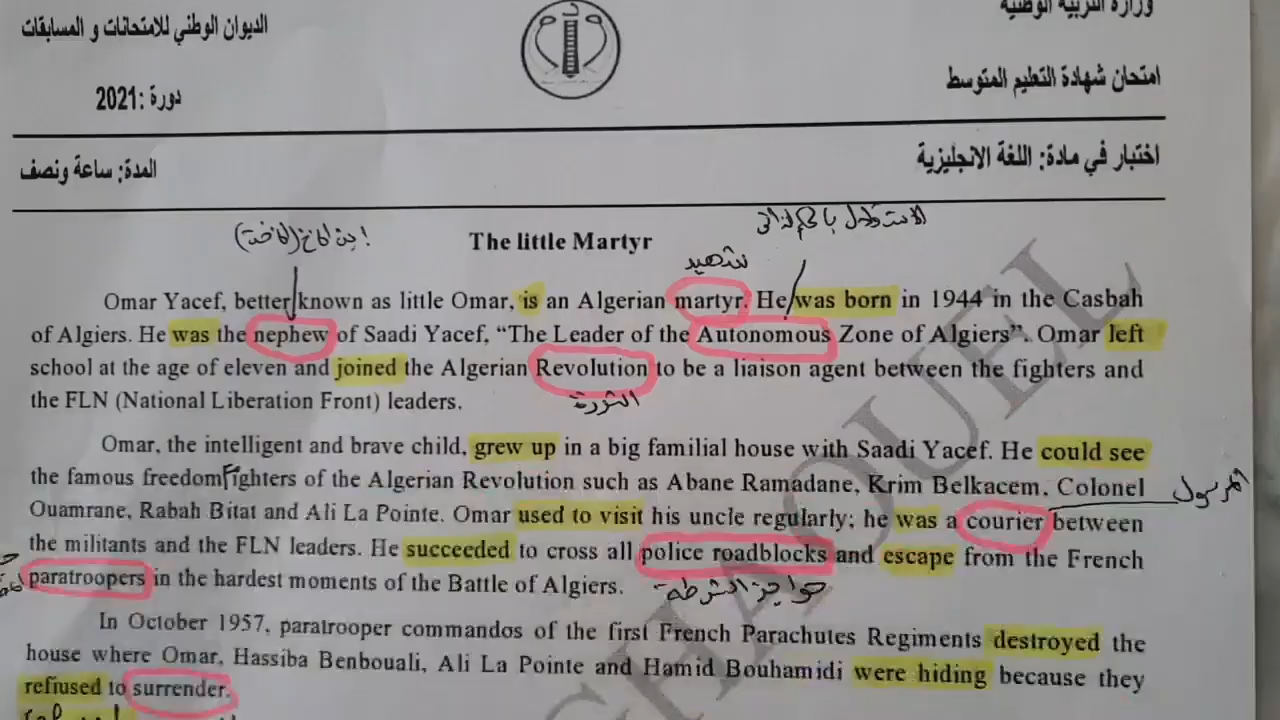 وزارة التربية الوطنية
الديوان الوطني للامتحانات و المسابقات
امتحان شهادة التعليم المتوسط
دورة :2021
اختبار في مادة: اللغة الانجليزية
المدة: ساعة ونصف
The little Martyr
شهيد
Omar Yacef, better known as little Omar, is an Algerian martyr. He was born in 1944 in the Casbah
of Algiers. He was the nephew of Saadi Yacef, “The Leader of the Autonomous Zone of Algiers”. Omar left
school at the age of eleven and joined the Algerian Revolution to be a liaison agent between the fighters and
the FLN (National Liberation Front) leaders.
الثورة
Omar, the intelligent and brave child, grew up in a big familial house with Saadi Yacef. He could see
the famous freedom fighters of the Algerian Revolution such as Abane Ramadane, Krim Belkacem, Colonel
المرسول
Ouamrane, Rabah Bitat and Ali La Pointe. Omar used to visit his uncle regularly; he was a courier between
the militants and the FLN leaders. He succeeded to cross all police roadblocks and escape from the French
paratroopers in the hardest moments of the Battle of Algiers.
حواجز الشرطة
In October 1957, paratrooper commandos of the first French Parachutes Regiments destroyed the
house where Omar, Hassiba Benbouali, Ali La Pointe and Hamid Bouhamidi were hiding because they
refiused to surrender.
GHAOUEL